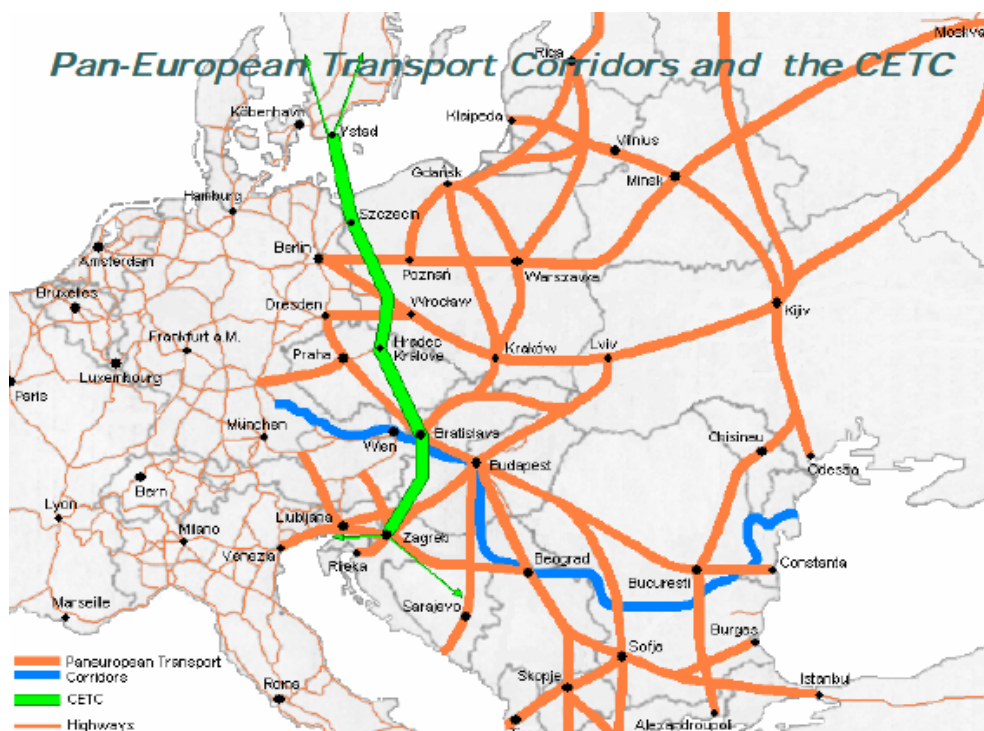 Pan-European Transport Corridors and the CETC
Moskva
Riga
København
Klaipeda
Ystad
Vilnius
Minsk
Gdańsk
Hamburg
Szczecin
Berlin
Amsterdam
Poznań
Warszawa
Bruxelles
Dresden
Wrocław
Kijiv
Frankfurt a.M.
Hradec
Králove
Praha
Kraków
Lviv
Luxembourg
Paris
München
Bratislava
Wien
Chisineu
Budapest
Odessa
Bern
Lyon
Ljubljana
Milano
Zagreb
Venezia
Rijeka
Beograd
Bucuresti
Constanta
Marseille
Sarajevo
Burgas
Sofja
Paneuropean Transport
Corridors
Skopje
Istanbul
Roma
CETC
Alexandroupoli
Highways